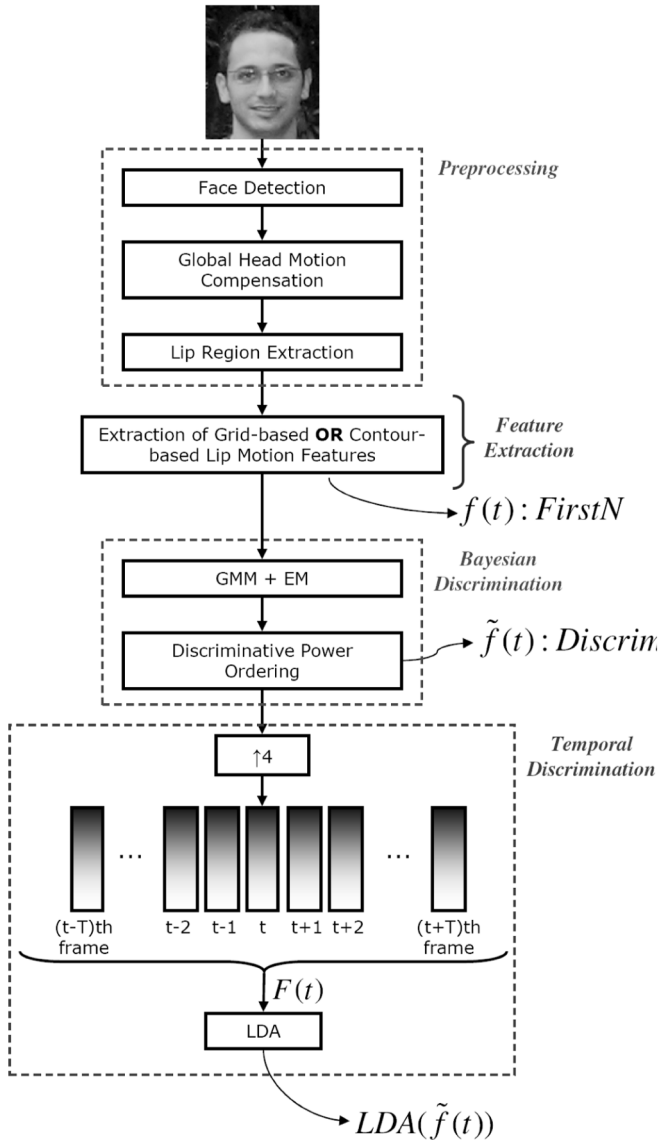 Preprocessing
Face Detection
Global Head Motion
Compensation
Lip Region Extraction
Feature
Extraction
Extraction of Grid-based OR Contour-
based Lip Motion Features
f(t) : FirstN
Bayesian
Discrimination
GMM + EM
Discriminative Power
Ordering
f̃(t) : Discrim
Temporal
Discrimination
↑4
... ...
(t-T)th t-2 t-1 t t+1 t+2 (t+T)th
frame frame
F(t)
LDA
LDA(f̃(t))